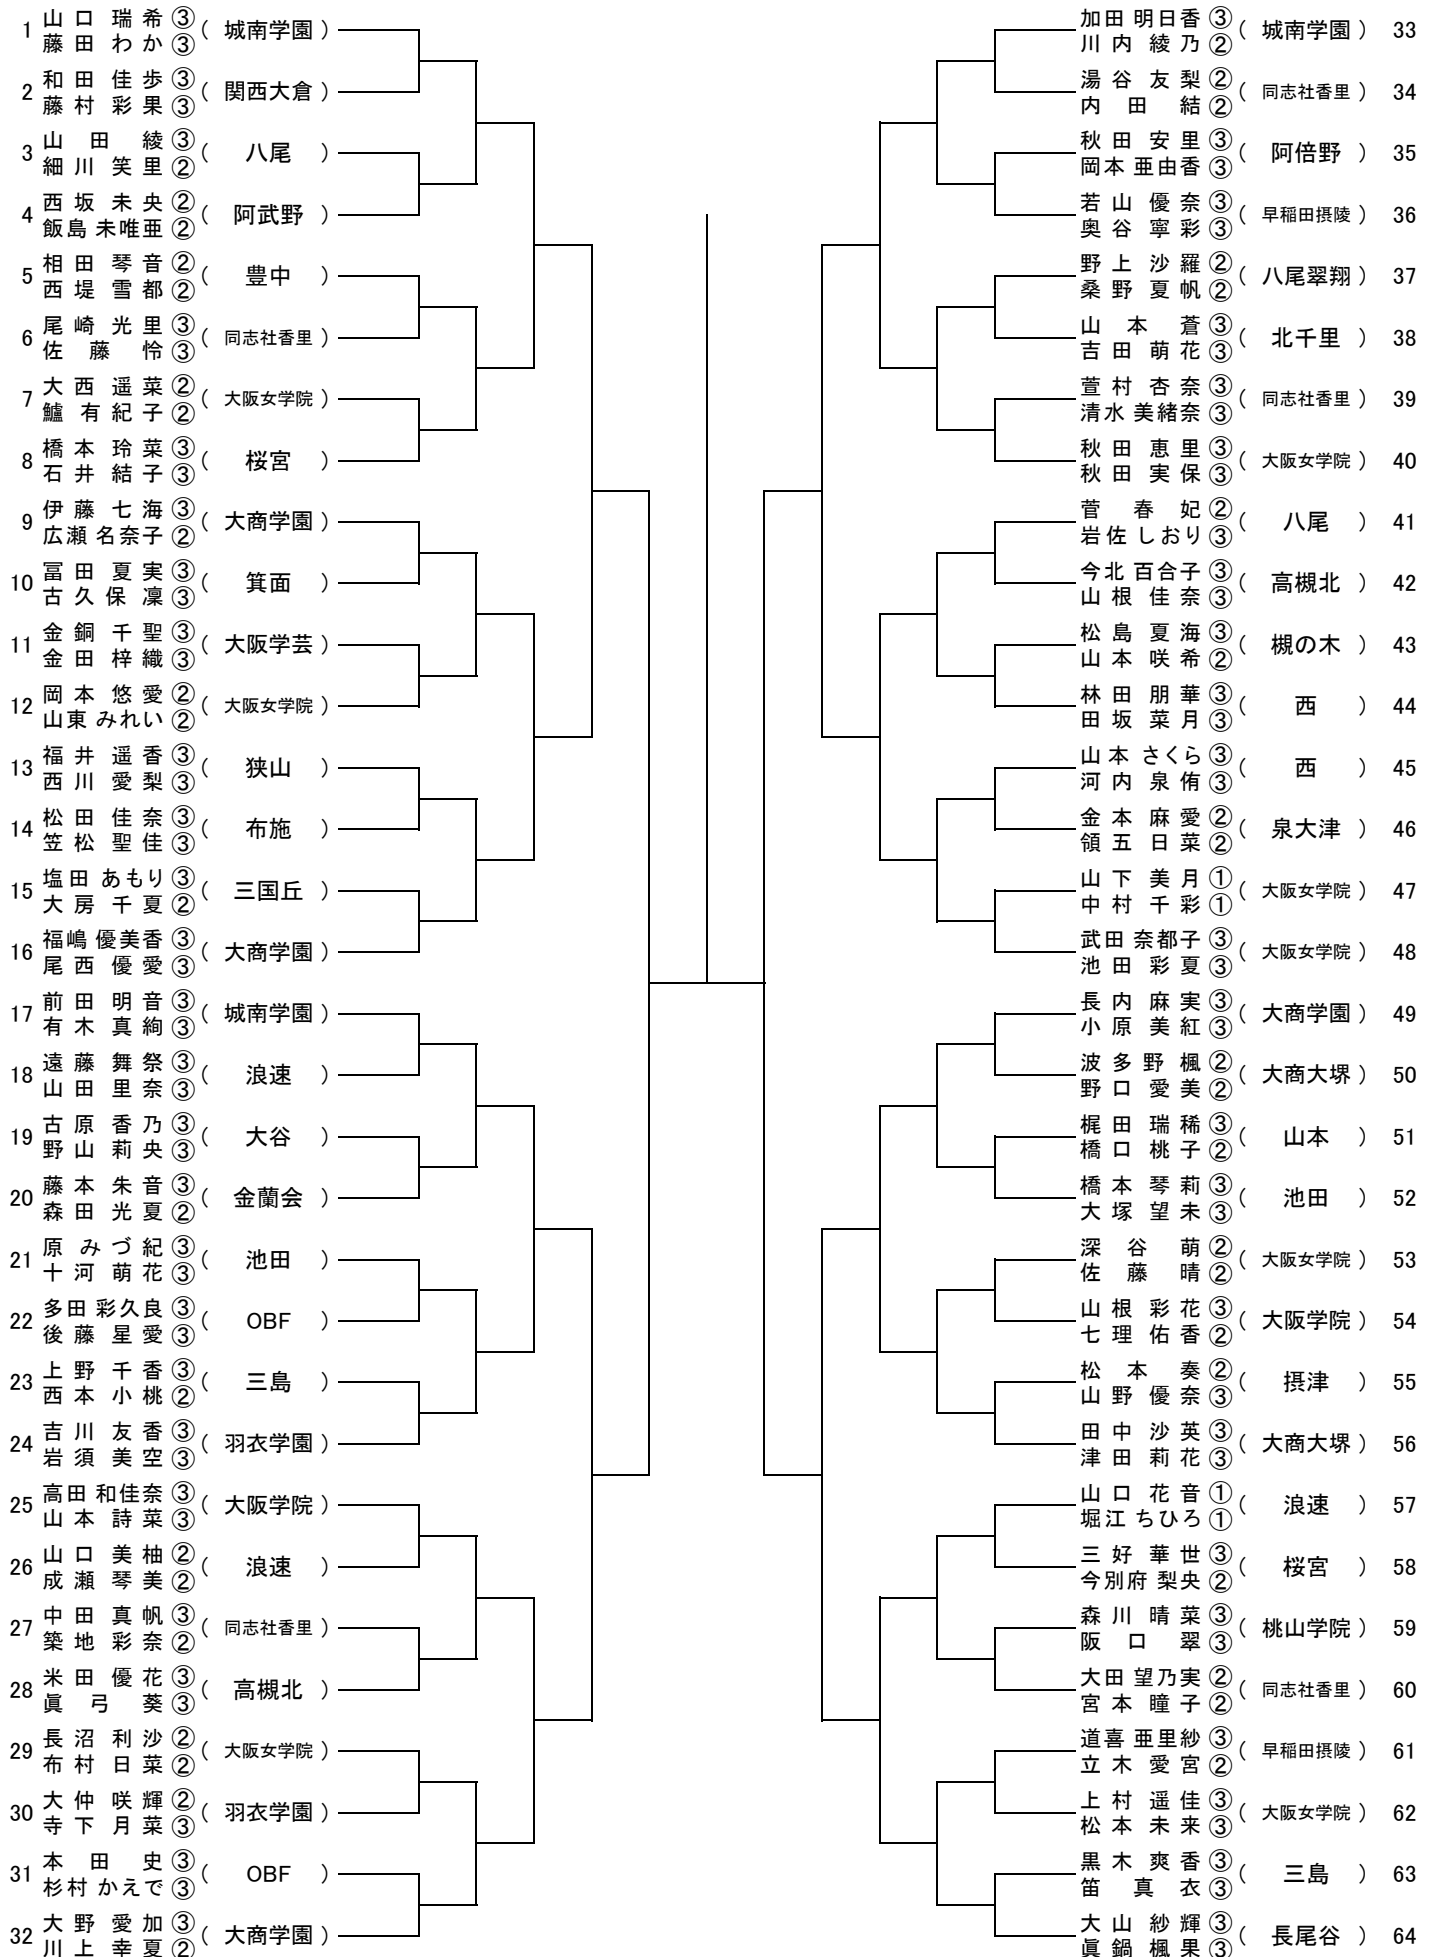 1 山口 瑞希③ 藤田 わか③ ( 城南学園 )
2 和田 佳歩③ 藤村 彩果③ ( 関西大倉 )
3 山田 綾③ 細川 笑里② ( 八尾 )
4 西坂 未央② 飯島 未唯亜② ( 阿武野 )
5 相田 琴音② 西堤 雪都② ( 豊中 )
6 尾崎 光里③ 佐藤 怜③ ( 同志社香里 )
7 大西 遥菜② 鱸 有紀子② ( 大阪女学院 )
8 橋本 玲菜③ 石井 結子③ ( 桜宮 )
9 伊藤 七海③ 広瀬 名奈子② ( 大商学園 )
10 冨田 夏実③ 古久保 凜③ ( 箕面 )
11 金銅 千聖③ 金田 梓織③ ( 大阪学芸 )
12 岡本 悠愛② 山東 みれい② ( 大阪女学院 )
13 福井 遥香③ 西川 愛梨③ ( 狭山 )
14 松田 佳奈③ 笠松 聖佳③ ( 布施 )
15 塩田 あもり③ 大房 千夏② ( 三国丘 )
16 福嶋 優美香③ 尾西 優愛③ ( 大商学園 )
17 前田 明音③ 有木 真絢③ ( 城南学園 )
18 遠藤 舞祭③ 山田 里奈③ ( 浪速 )
19 古原 香乃③ 野山 莉央③ ( 大谷 )
20 藤本 朱音③ 森田 光夏② ( 金蘭会 )
21 原 みづ紀③ 十河 萌花③ ( 池田 )
22 多田 彩久良③ 後藤 星愛③ ( OBF )
23 上野 千香③ 西本 小桃② ( 三島 )
24 吉川 友香③ 岩須 美空③ ( 羽衣学園 )
25 高田 和佳奈③ 山本 詩菜③ ( 大阪学院 )
26 山口 美柚② 成瀬 琴美② ( 浪速 )
27 中田 真帆③ 築地 彩奈② ( 同志社香里 )
28 米田 優花③ 眞弓 葵③ ( 高槻北 )
29 長沼 利沙② 布村 日菜② ( 大阪女学院 )
30 大仲 咲輝② 寺下 月菜③ ( 羽衣学園 )
31 本田 史③ 杉村 かえで③ ( OBF )
32 大野 愛加③ 川上 幸夏② ( 大商学園 )
加田 明日香③ 川内 綾乃② ( 城南学園 ) 33
湯谷 友梨② 内田 結② ( 同志社香里 ) 34
秋田 安里③ 岡本 亜由香③ ( 阿倍野 ) 35
若山 優奈③ 奥谷 寧彩③ ( 早稲田摂陵 ) 36
野上 沙羅② 桑野 夏帆② ( 八尾翠翔 ) 37
山本 蒼③ 吉田 萌花③ ( 北千里 ) 38
萱村 杏奈③ 清水 美緒奈③ ( 同志社香里 ) 39
秋田 恵里③ 秋田 実保③ ( 大阪女学院 ) 40
菅 春妃② 岩佐 しおり③ ( 八尾 ) 41
今北 百合子③ 山根 佳奈③ ( 高槻北 ) 42
松島 夏海③ 山本 咲希② ( 槻の木 ) 43
林田 朋華③ 田坂 菜月③ ( 西 ) 44
山本 さくら③ 河内 泉侑③ ( 西 ) 45
金本 麻愛② 領五 日菜② ( 泉大津 ) 46
山下 美月① 中村 千彩① ( 大阪女学院 ) 47
武田 奈都子③ 池田 彩夏③ ( 大阪女学院 ) 48
長内 麻実③ 小原 美紅③ ( 大商学園 ) 49
波多野 楓② 野口 愛美② ( 大商大堺 ) 50
梶田 瑞稀③ 橋口 桃子② ( 山本 ) 51
橋本 琴莉③ 大塚 望未③ ( 池田 ) 52
深谷 萌② 佐藤 晴② ( 大阪女学院 ) 53
山根 彩花③ 七理 佑香② ( 大阪学院 ) 54
松本 奏② 山野 優奈③ ( 摂津 ) 55
田中 沙英③ 津田 莉花③ ( 大商大堺 ) 56
山口 花音① 堀江 ちひろ① ( 浪速 ) 57
三好 華世③ 今別府 梨央② ( 桜宮 ) 58
森川 晴菜③ 阪口 翠③ ( 桃山学院 ) 59
大田 望乃実② 宮本 瞳子② ( 同志社香里 ) 60
道喜 亜里紗③ 立木 愛宮② ( 早稲田摂陵 ) 61
上村 遥佳③ 松本 未来③ ( 大阪女学院 ) 62
黒木 爽香③ 笛 真衣③ ( 三島 ) 63
大山 紗輝③ 眞鍋 楓果③ ( 長尾谷 ) 64